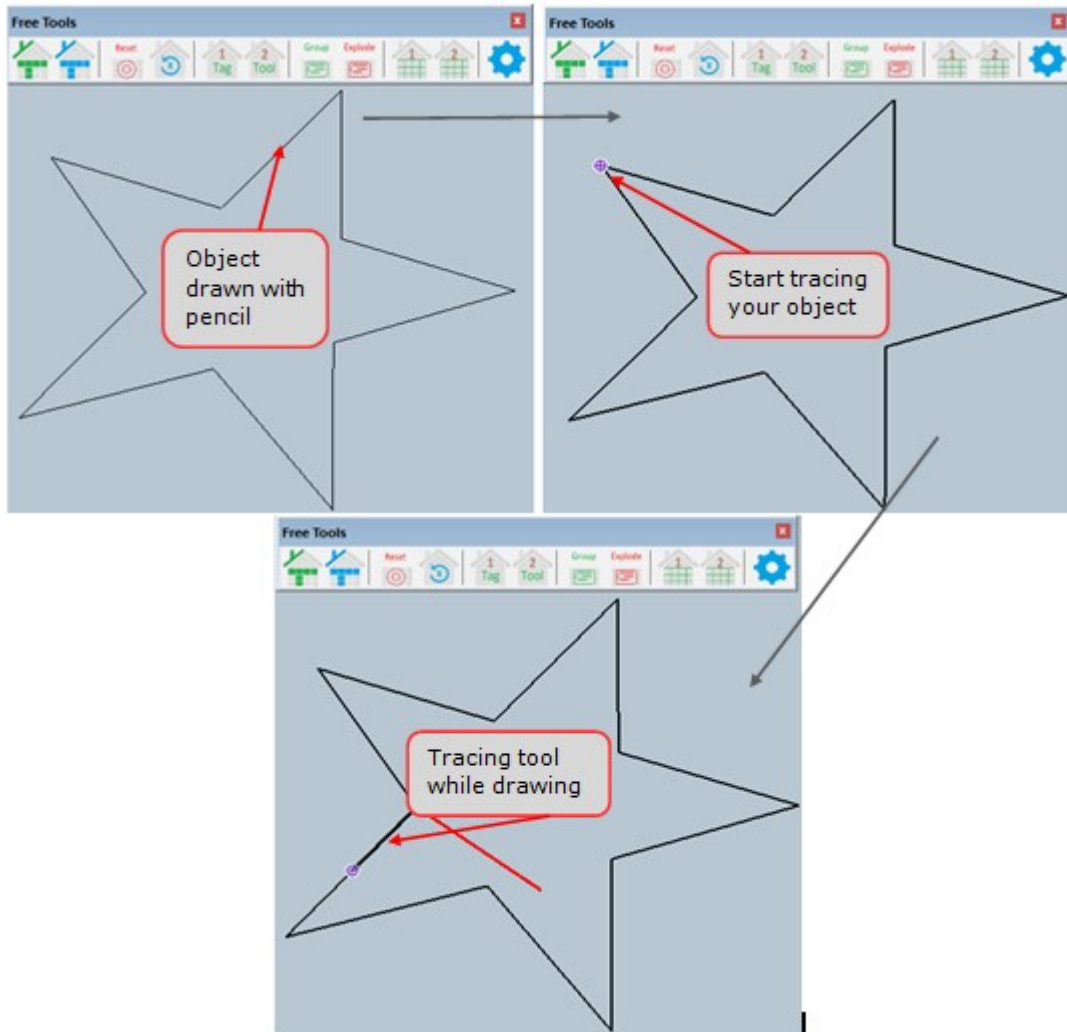 Free Tools
Reset
1
2
Group
Explode
1
2
x
Tag
Tool
Object
drawn with
pencil
Free Tools
Reset
1
2
Group
Explode
1
2
x
Tag
Tool
Start tracing
your object
Free Tools
Reset
1
2
Group
Explode
1
2
x
Tag
Tool
Tracing tool
while drawing